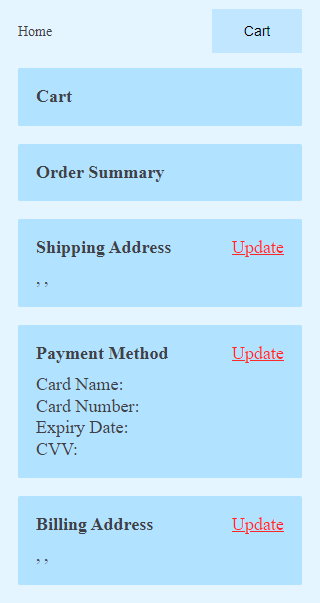 Home Cart
Cart
Order Summary
Shipping Address Update
, ,
Payment Method Update
Card Name:
Card Number:
Expiry Date:
CVV:
Billing Address Update
, ,